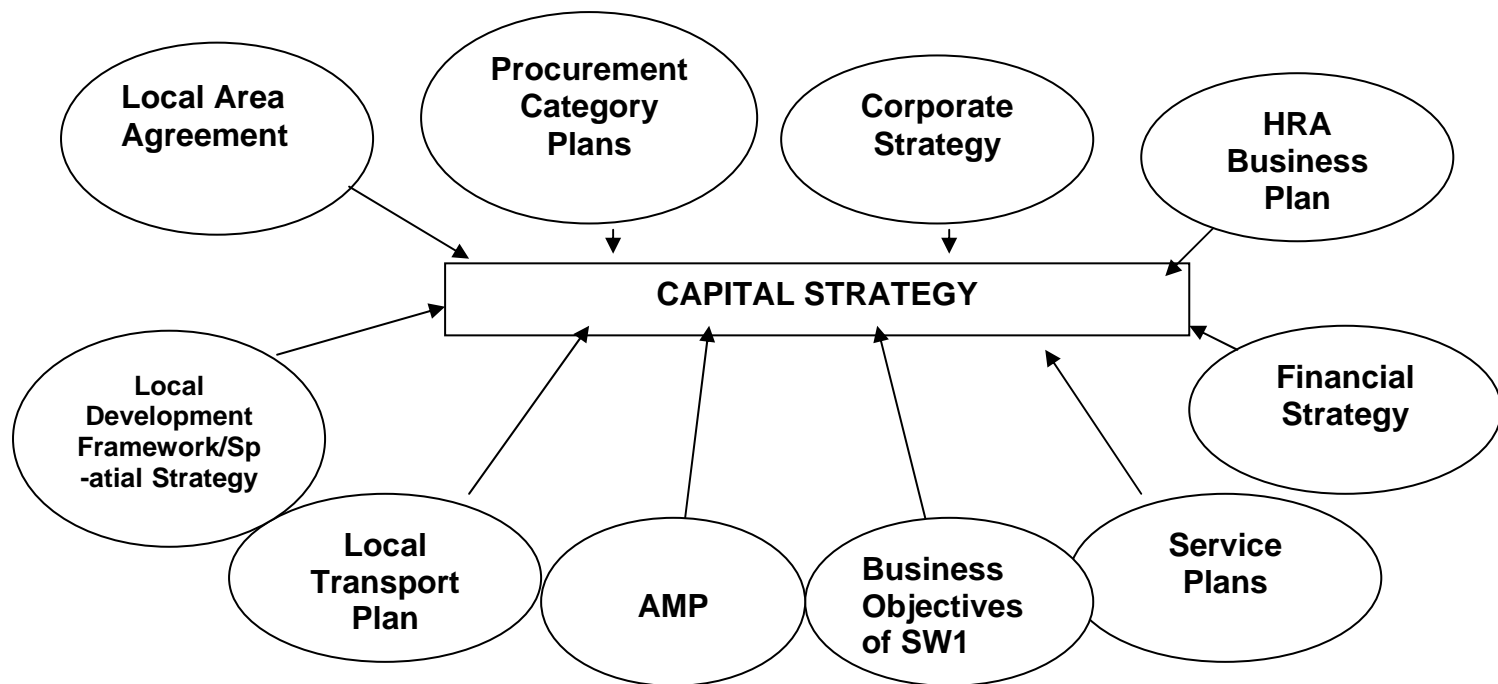 Local Area
Agreement
Procurement
Category
Plans
Corporate
Strategy
HRA
Business
Plan
CAPITAL STRATEGY
Local
Development
Framework/Sp
-atial Strategy
Financial
Strategy
Local
Transport
Plan
AMP
Business
Objectives
of SW1
Service
Plans